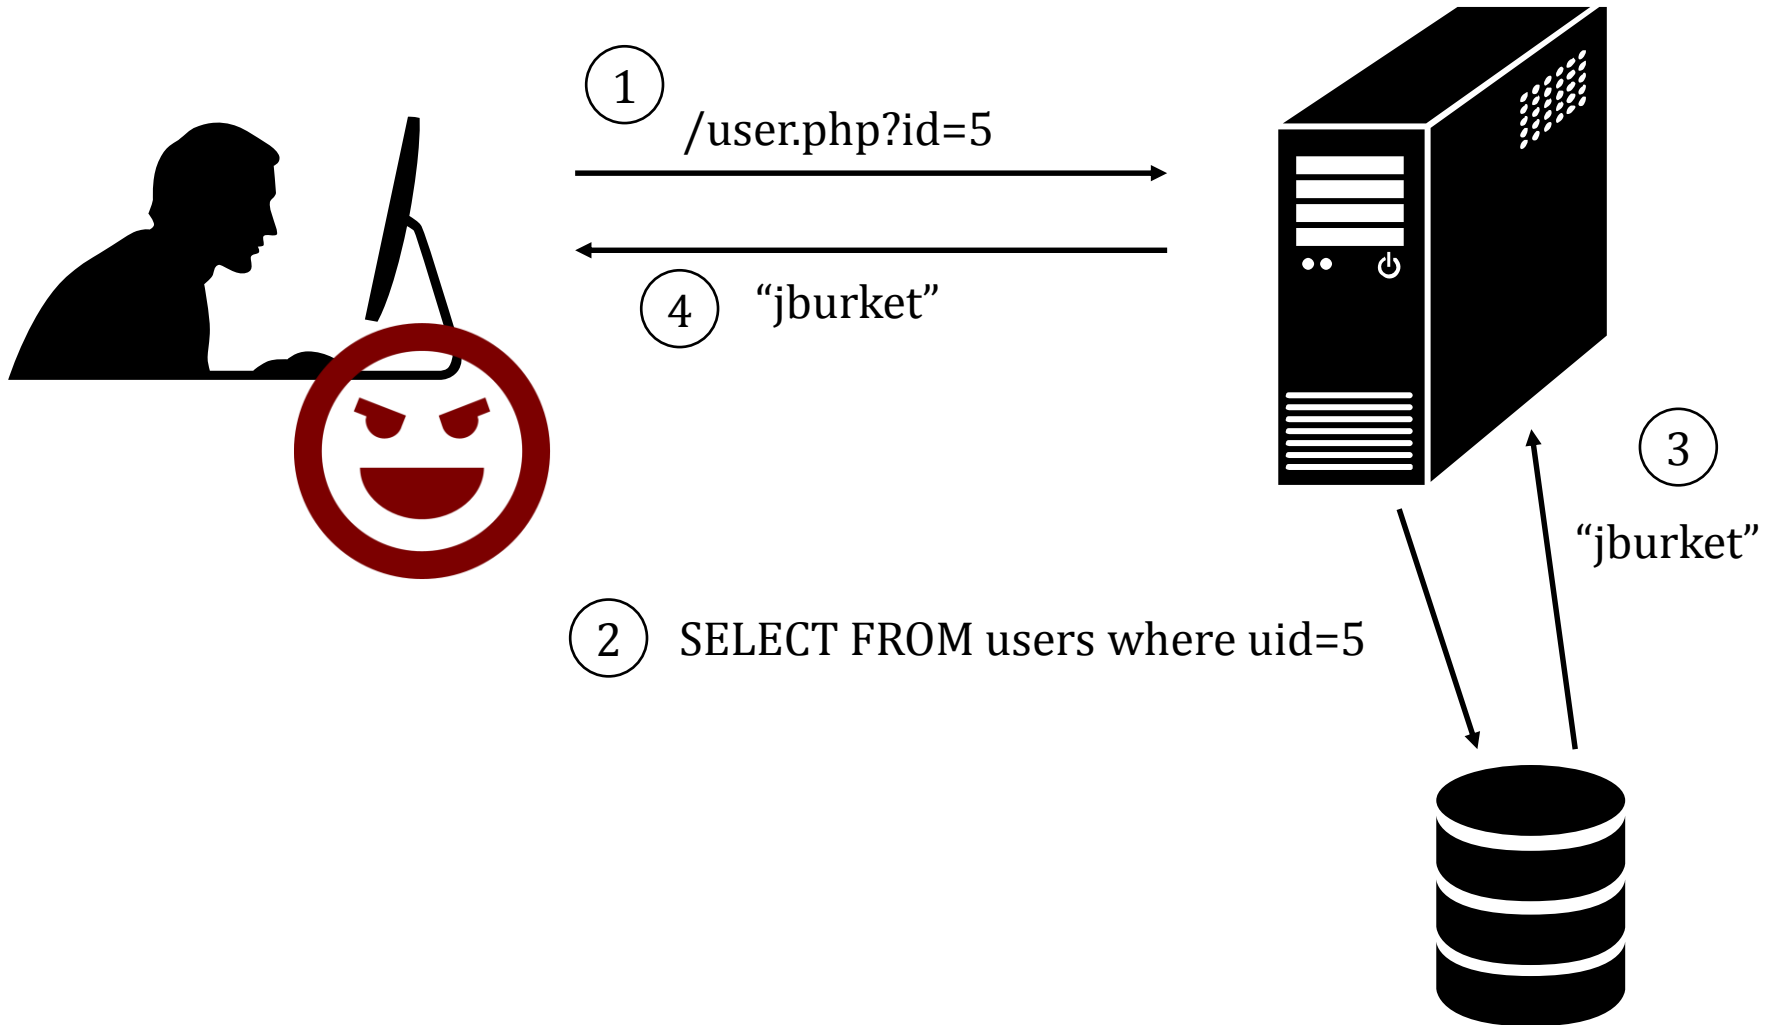 1
/user.php?id=5
4
“jburket”
3
“jburket”
2
SELECT FROM users where uid=5